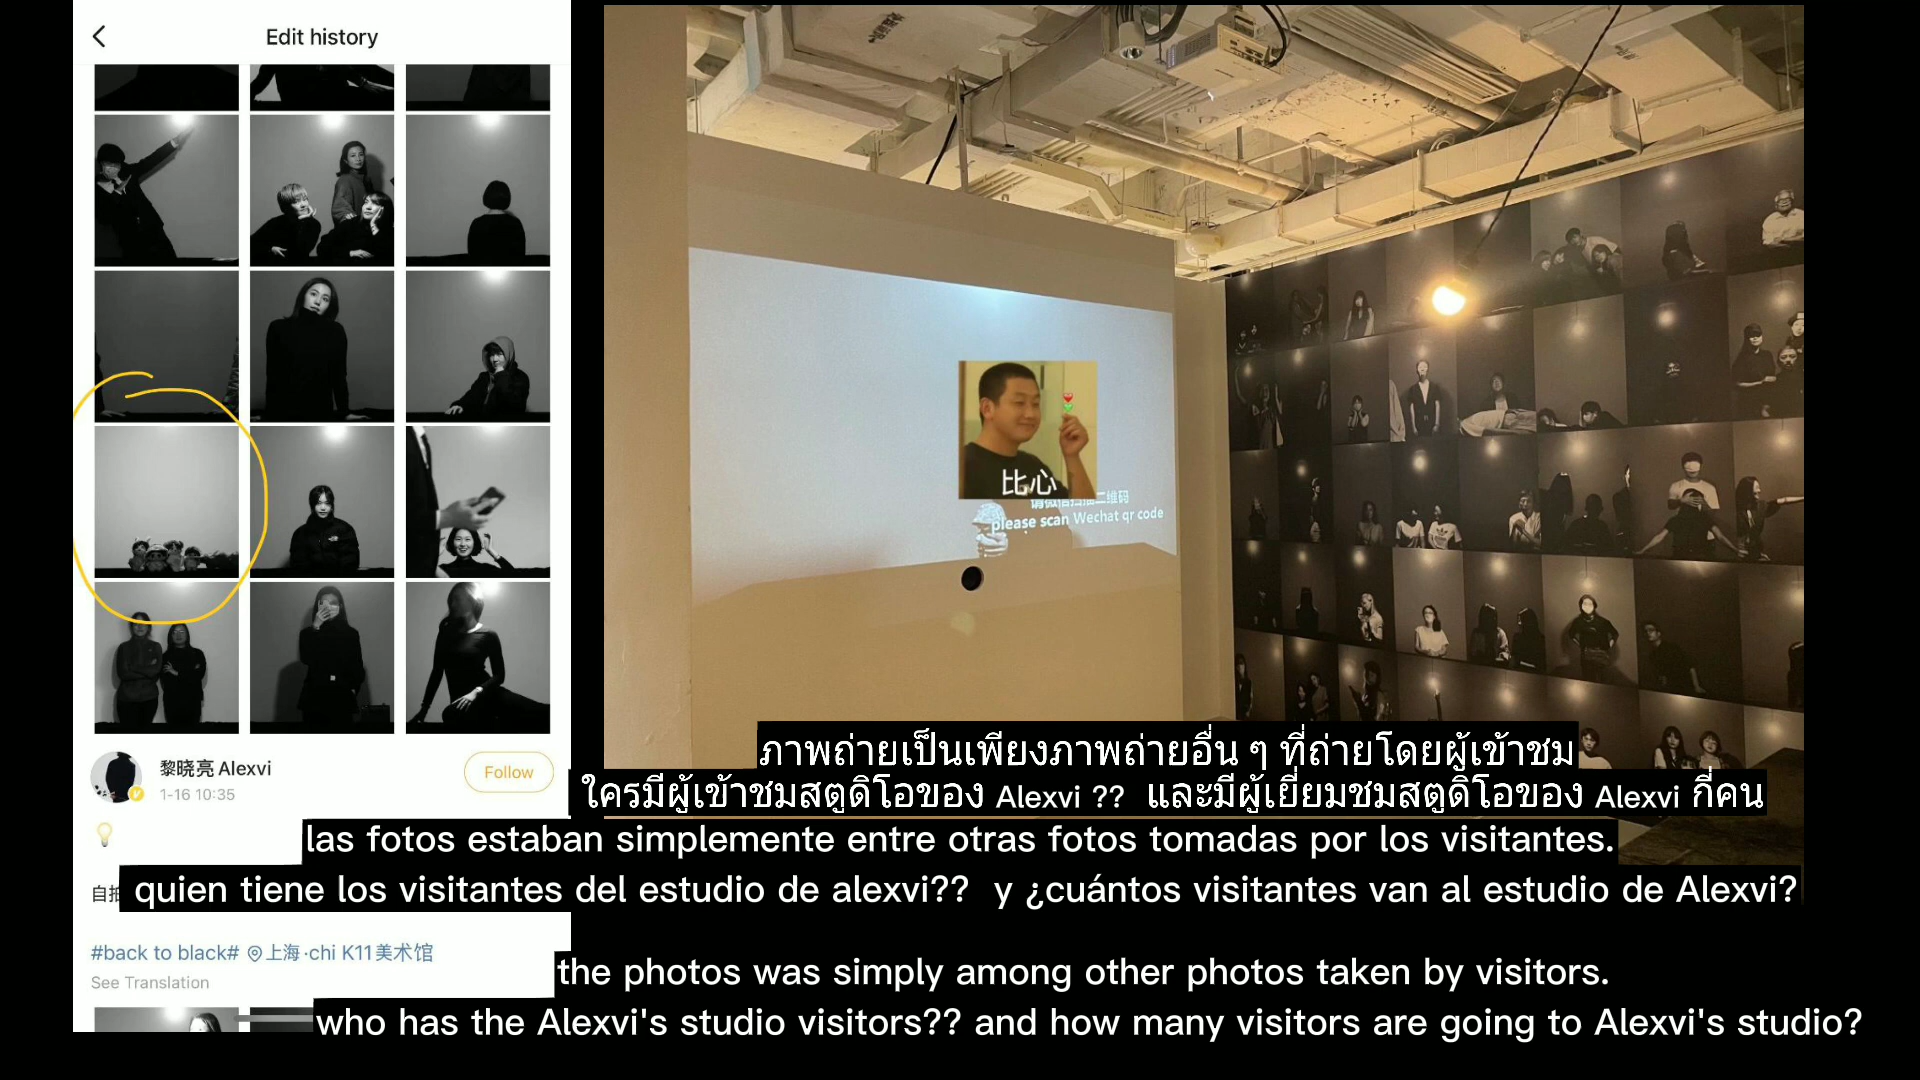 Edit history
比心
please scan Wechat qr code
黎晓亮 Alexvi
Follow
1-16 10:35
#back to black# 上海·chi K11美术馆
See Translation
ภาพถ่ายเป็นเพียงภาพถ่ายอื่น ๆ ที่ถ่ายโดยผู้เข้าชม
ใครมีผู้เข้าชมสตูดิโอของ Alexvi ?? และมีผู้เยี่ยมชมสตูดิโอของ Alexvi กี่คน
las fotos estaban simplemente entre otras fotos tomadas por los visitantes.
quien tiene los visitantes del estudio de alexvi?? y ¿cuántos visitantes van al estudio de Alexvi?
the photos was simply among other photos taken by visitors.
who has the Alexvi's studio visitors?? and how many visitors are going to Alexvi's studio?